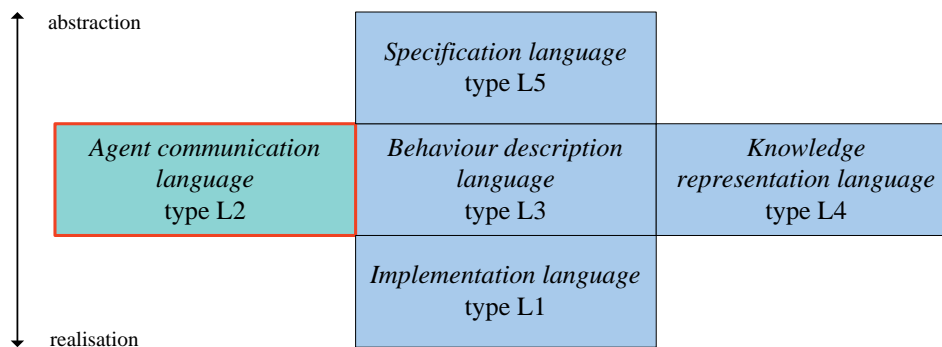 abstraction
Specification language
type L5
Agent communication
language
type L2
Behaviour description
language
type L3
Knowledge
representation language
type L4
Implementation language
type L1
realisation